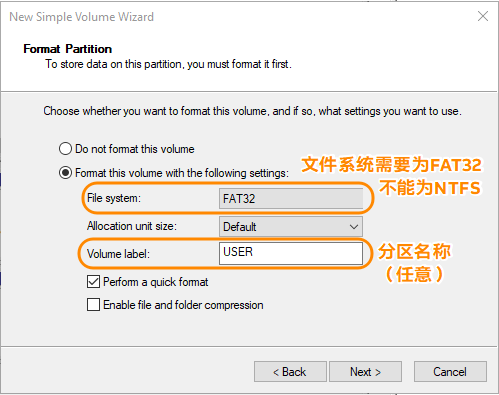 New Simple Volume Wizard
Format Partition
To store data on this partition, you must format it first.
Choose whether you want to format this volume, and if so, what settings you want to use.
Do not format this volume
Format this volume with the following settings:
文件系统需要为FAT32
不能为NTFS
File system:
FAT32
Allocation unit size:
Default
Volume label:
USER
分区名称
（任意）
Perform a quick format
Enable file and folder compression
< Back
Next >
Cancel